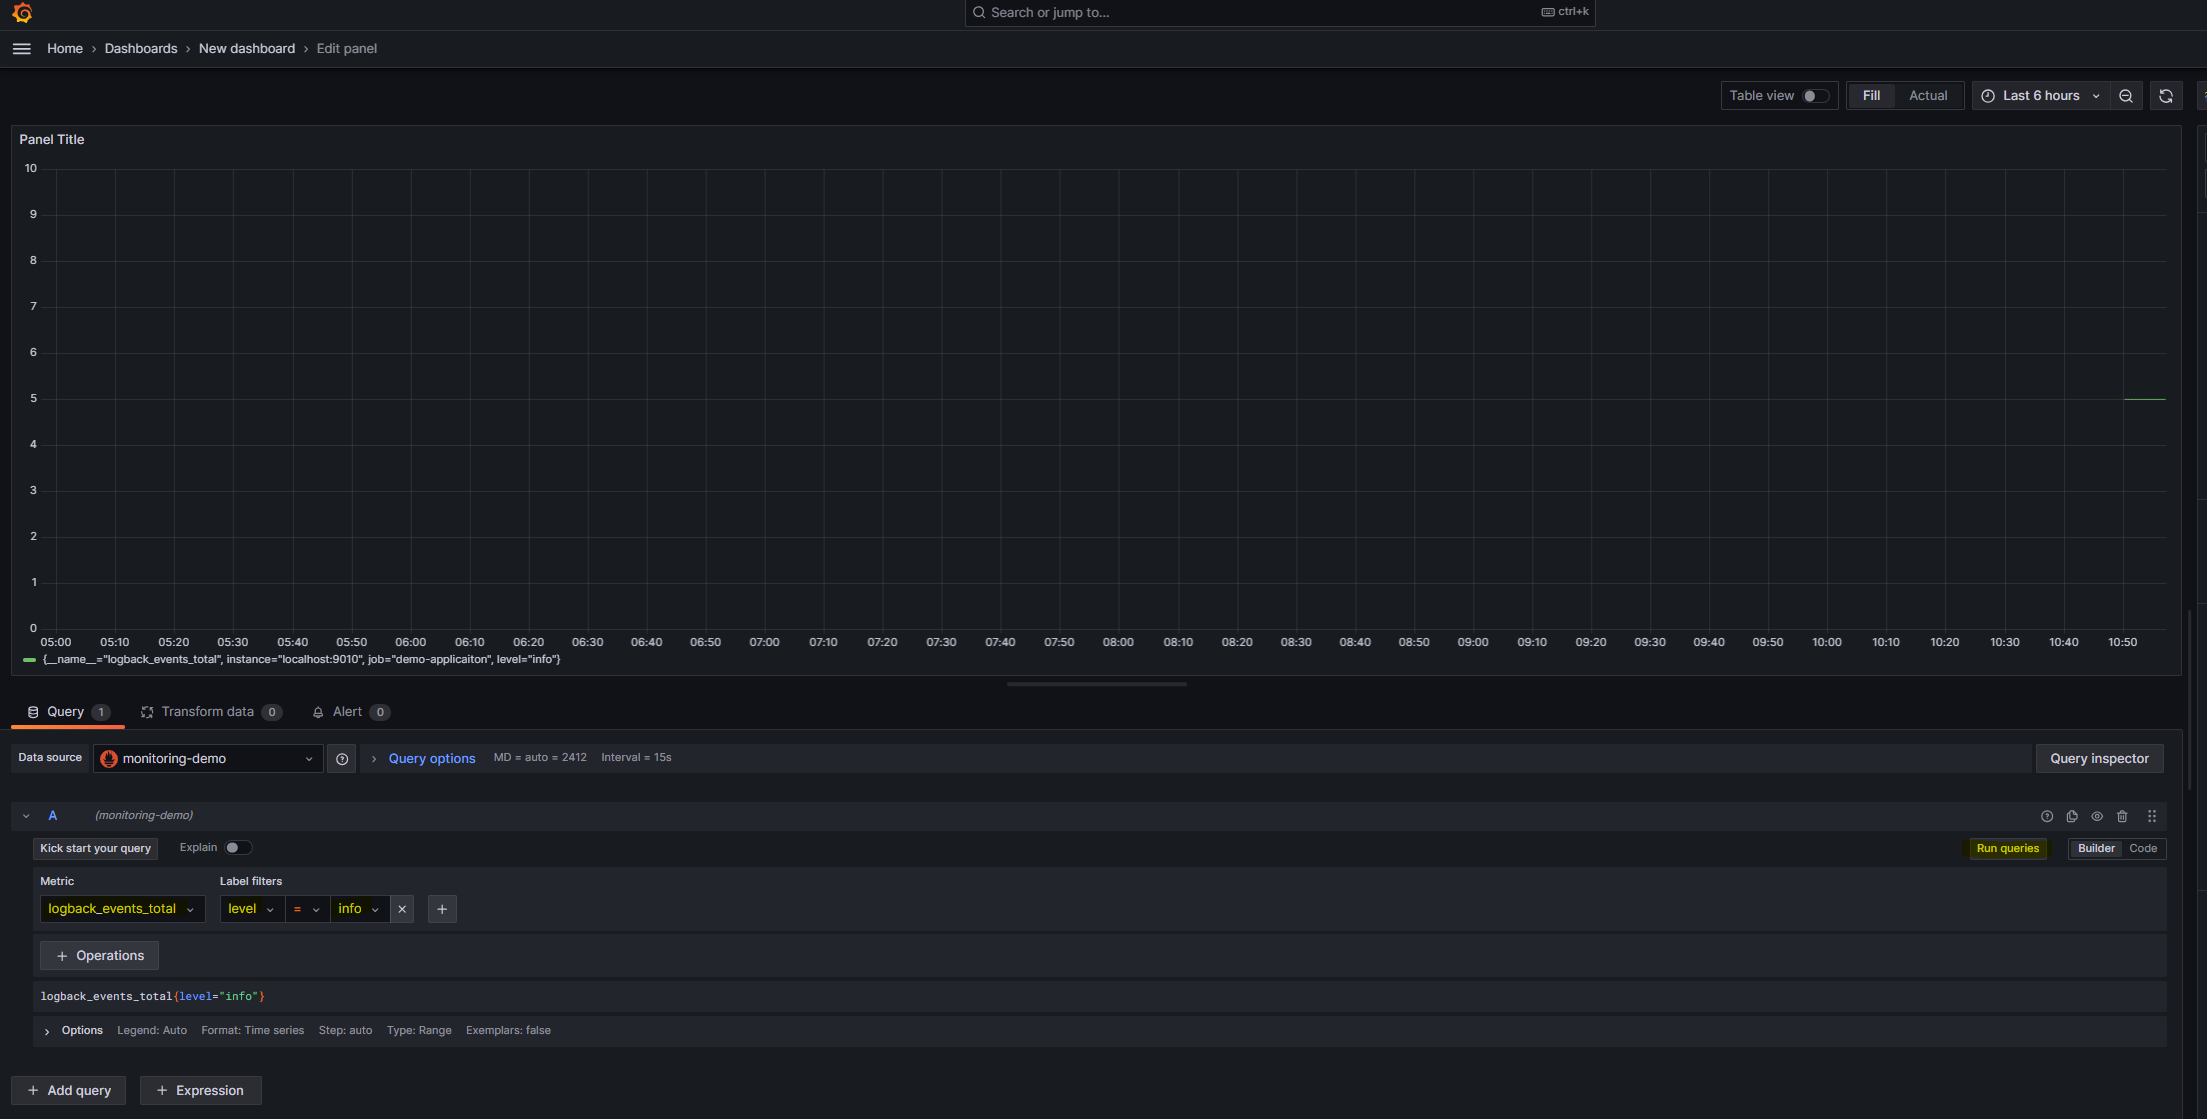 Search or jump to... ctrl+k
Home › Dashboards › New dashboard › Edit panel
Table view Fill Actual Last 6 hours
Panel Title
10
9
8
7
6
5
4
3
2
1
0
05:00 05:10 05:20 05:30 05:40 05:50 06:00 06:10 06:20 06:30 06:40 06:50 07:00 07:10 07:20 07:30 07:40 07:50 08:00 08:10 08:20 08:30 08:40 08:50 09:00 09:10 09:20 09:30 09:40 09:50 10:00 10:10 10:20 10:30 10:40 10:50
{__name__="logback_events_total", instance="localhost:9010", job="demo-applicaiton", level="info"}
Query 1 Transform data 0 Alert 0
Data source monitoring-demo Query options MD = auto = 2412 Interval = 15s Query inspector
A (monitoring-demo)
Kick start your query Explain Run queries Builder Code
Metric Label filters
logback_events_total level = info
+ Operations
logback_events_total{level="info"}
Options Legend: Auto Format: Time series Step: auto Type: Range Exemplars: false
+ Add query + Expression